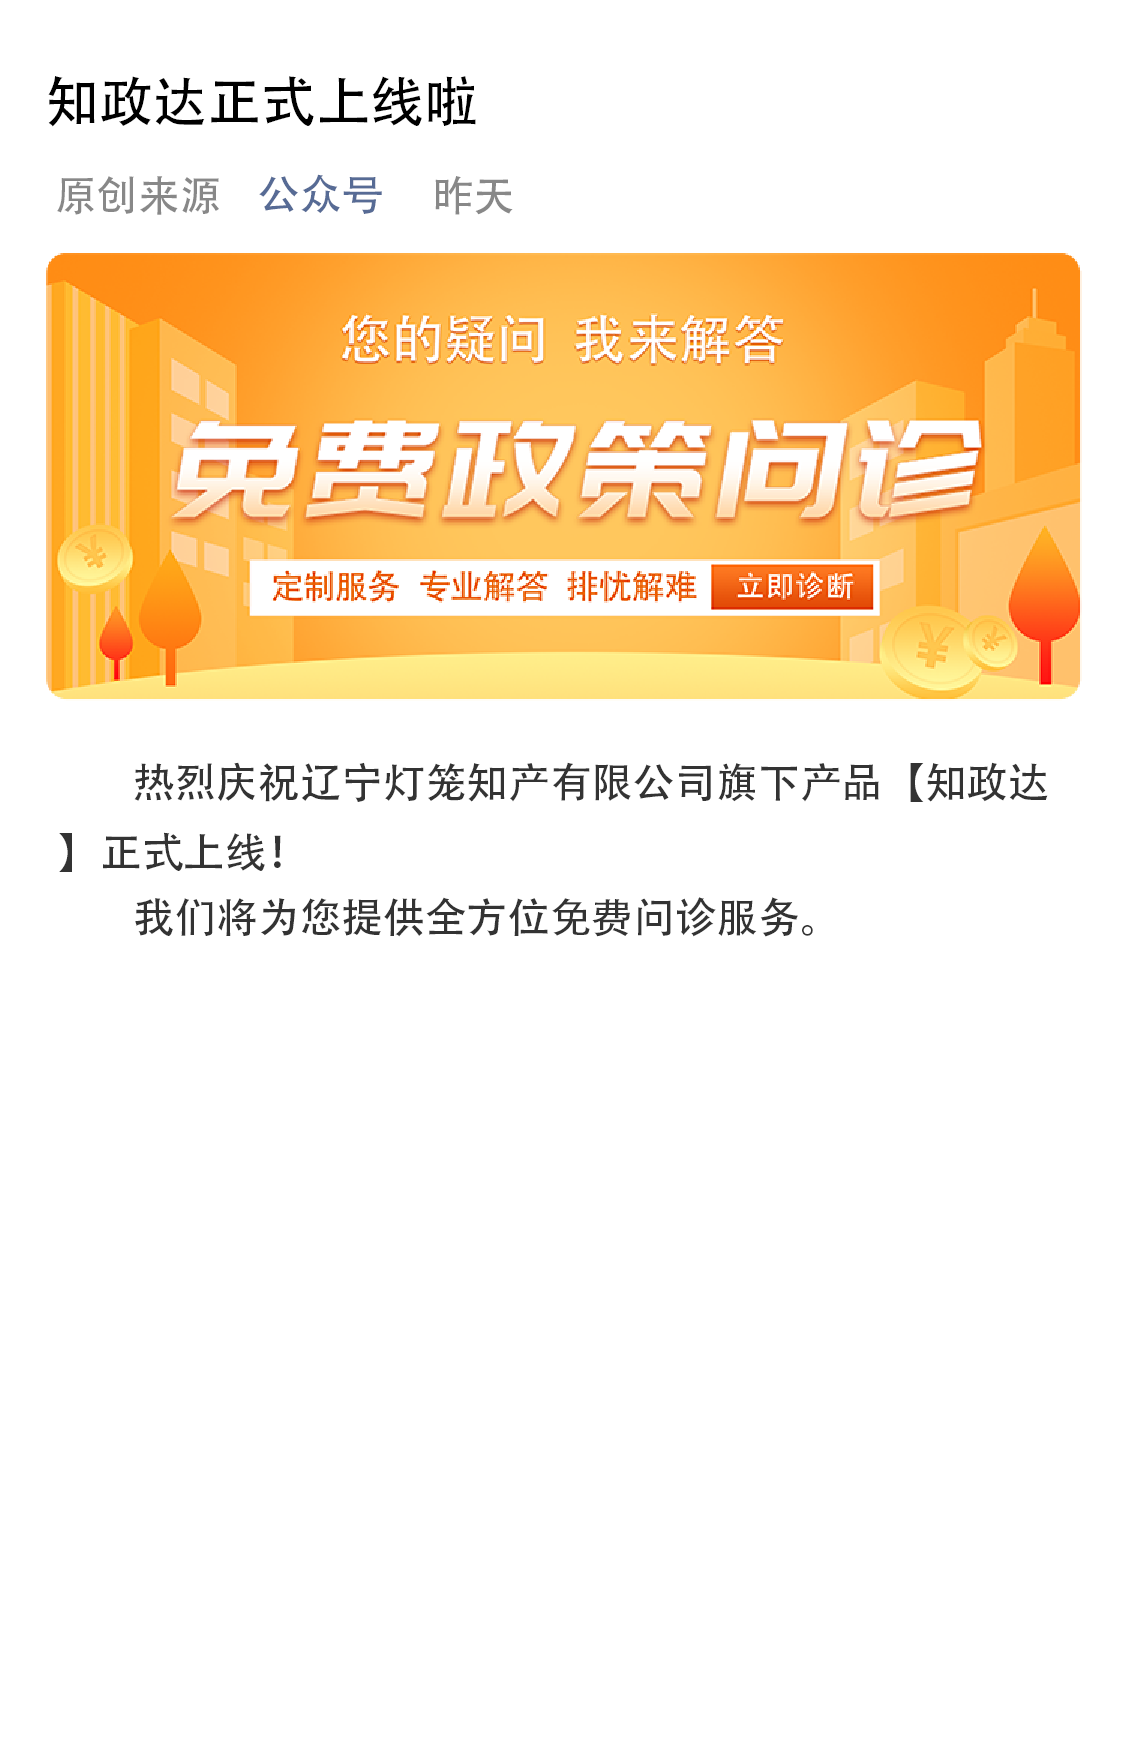 知政达正式上线啦
原创来源 公众号 昨天
您的疑问 我来解答
免费政策问诊
定制服务 专业解答 排忧解难 立即诊断
热烈庆祝辽宁灯笼知产有限公司旗下产品【知政达
】正式上线！
我们将为您提供全方位免费问诊服务。